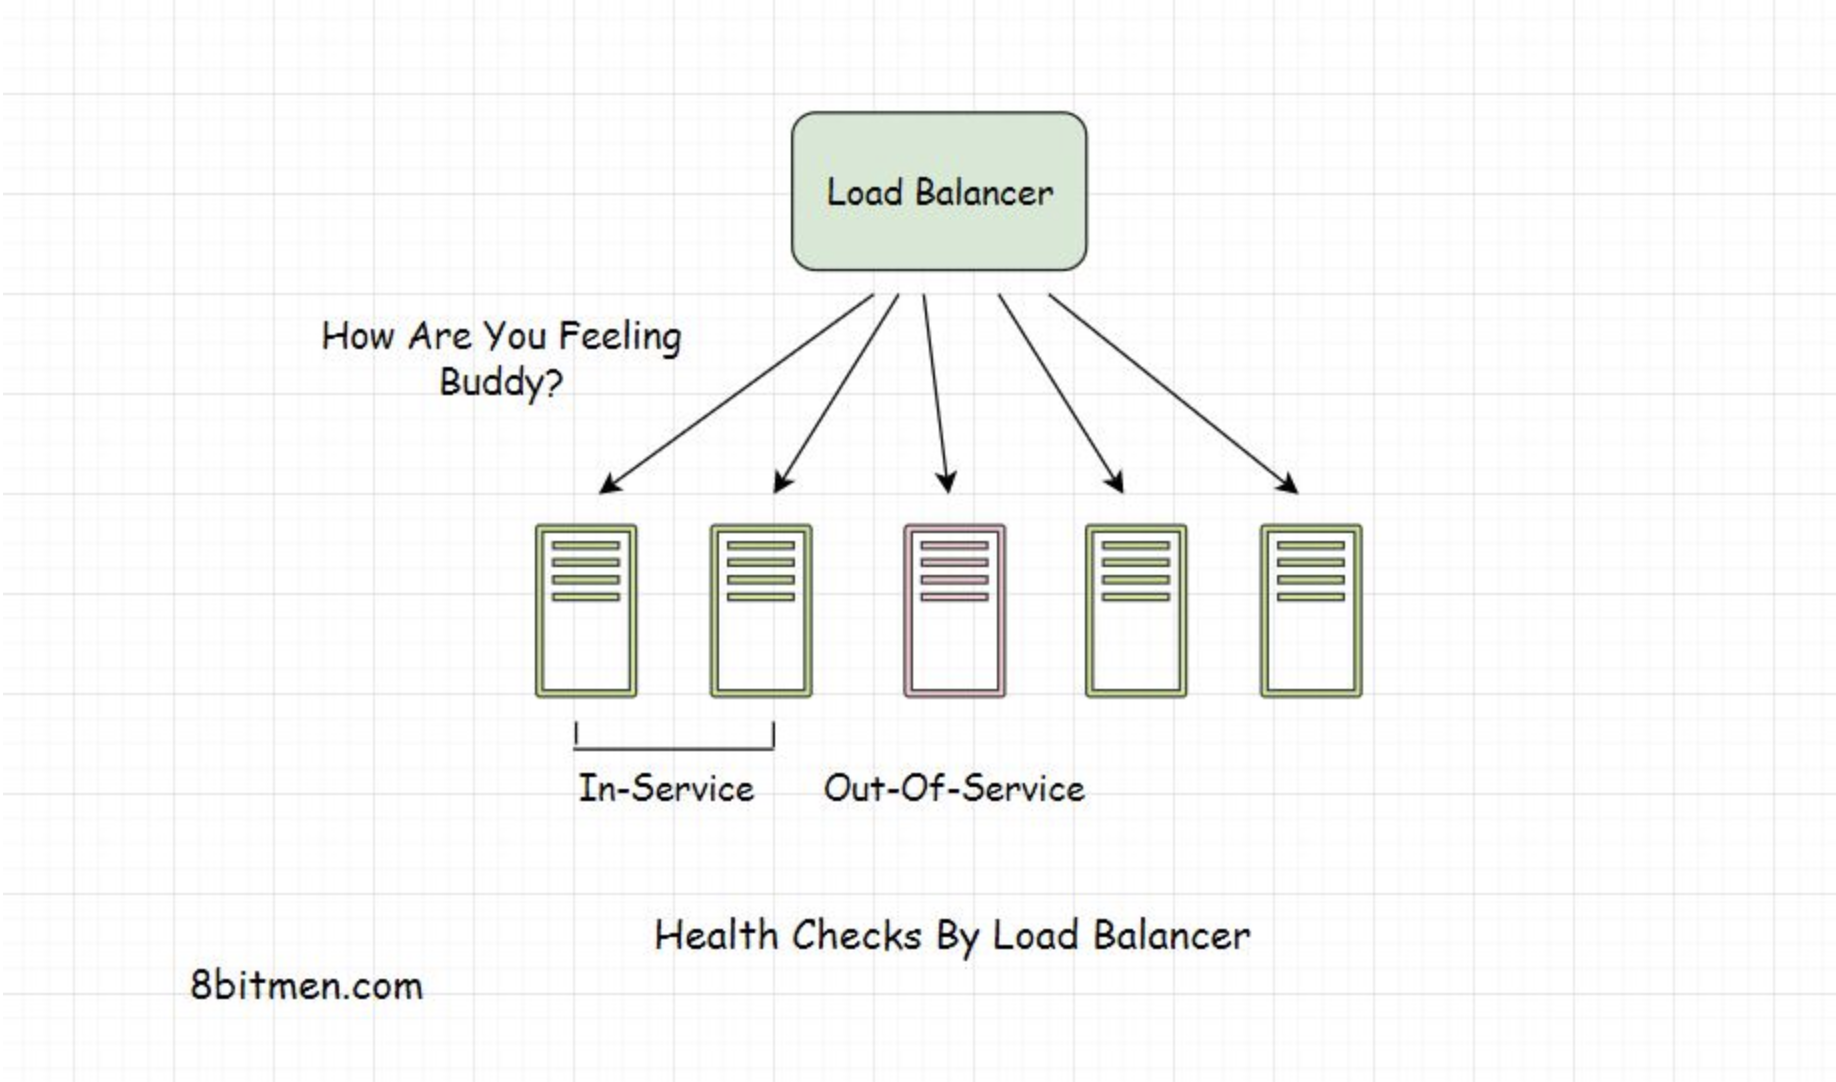 Load Balancer
How Are You Feeling
Buddy?
In-Service
Out-Of-Service
Health Checks By Load Balancer
8bitmen.com